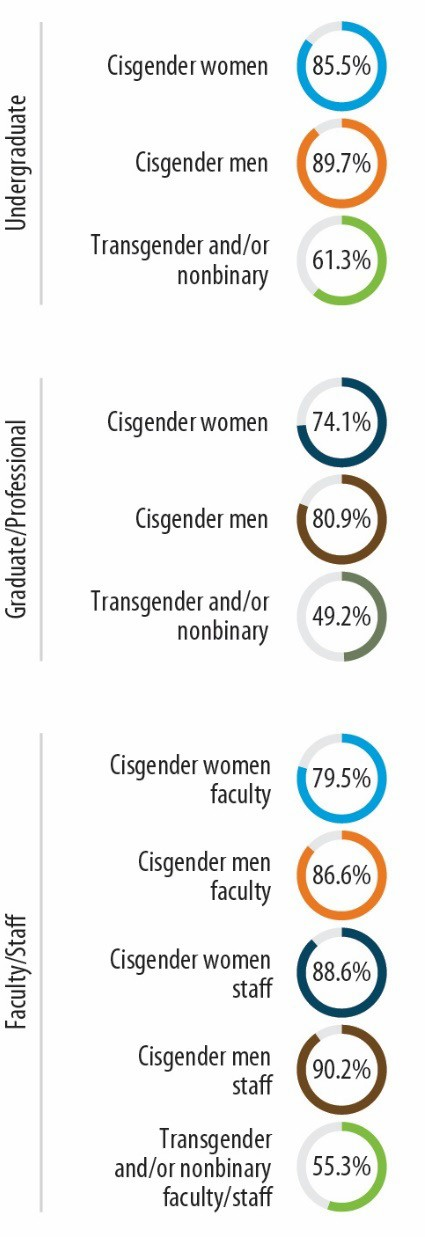 Undergraduate
Cisgender women
85.5%
Cisgender men
89.7%
Transgender and/or
nonbinary
61.3%
Graduate/Professional
Cisgender women
74.1%
Cisgender men
80.9%
Transgender and/or
nonbinary
49.2%
Faculty/Staff
Cisgender women
faculty
79.5%
Cisgender men
faculty
86.6%
Cisgender women
staff
88.6%
Cisgender men
staff
90.2%
Transgender
and/or nonbinary
faculty/staff
55.3%